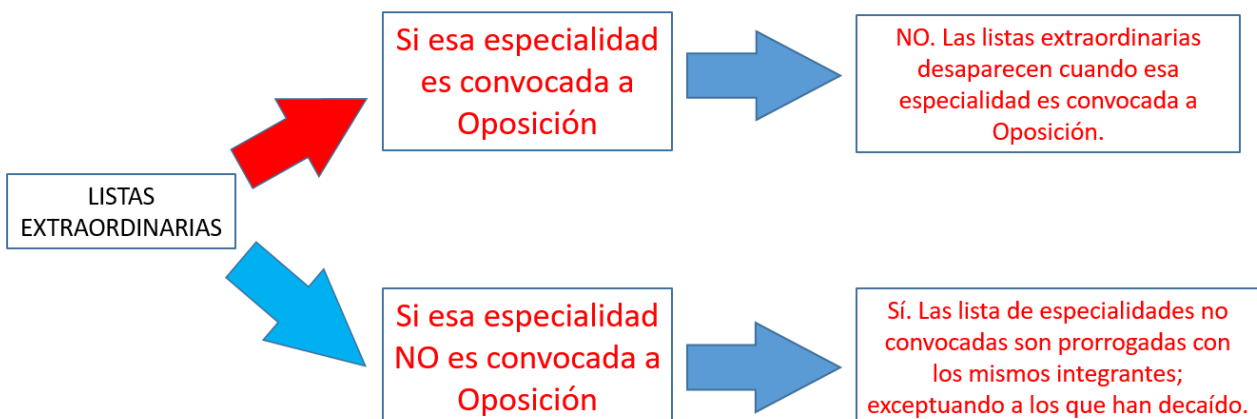 LISTAS
EXTRAORDINARIAS
Si esa especialidad
es convocada a
Oposición
NO. Las listas extraordinarias
desaparecen cuando esa
especialidad es convocada a
Oposición.
Si esa especialidad
NO es convocada a
Oposición
Sí. Las lista de especialidades no
convocadas son prorrogadas con
los mismos integrantes;
exceptuando a los que han decaído.